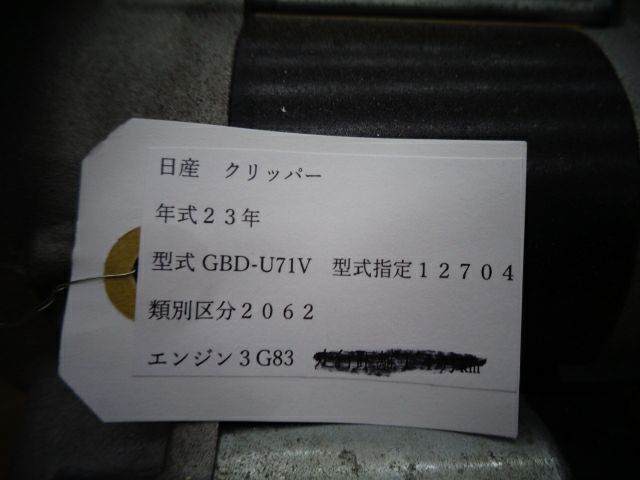 日産　クリッパー
年式２３年
型式 GBD-U71V　型式指定１２７０４
類別区分２０６２
エンジン３G83 km